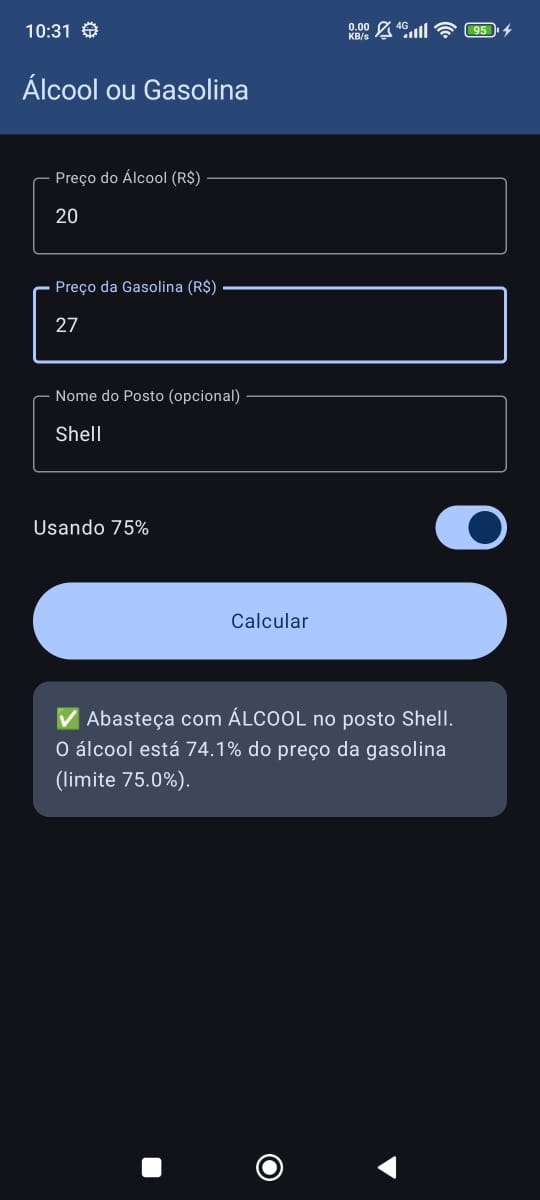 10:31 0.00 KB/s 4G 95
Álcool ou Gasolina
Preço do Álcool (R$)
20
Preço da Gasolina (R$)
27
Nome do Posto (opcional)
Shell
Usando 75%
Calcular
✅ Abasteça com ÁLCOOL no posto Shell.
O álcool está 74.1% do preço da gasolina
(limite 75.0%).